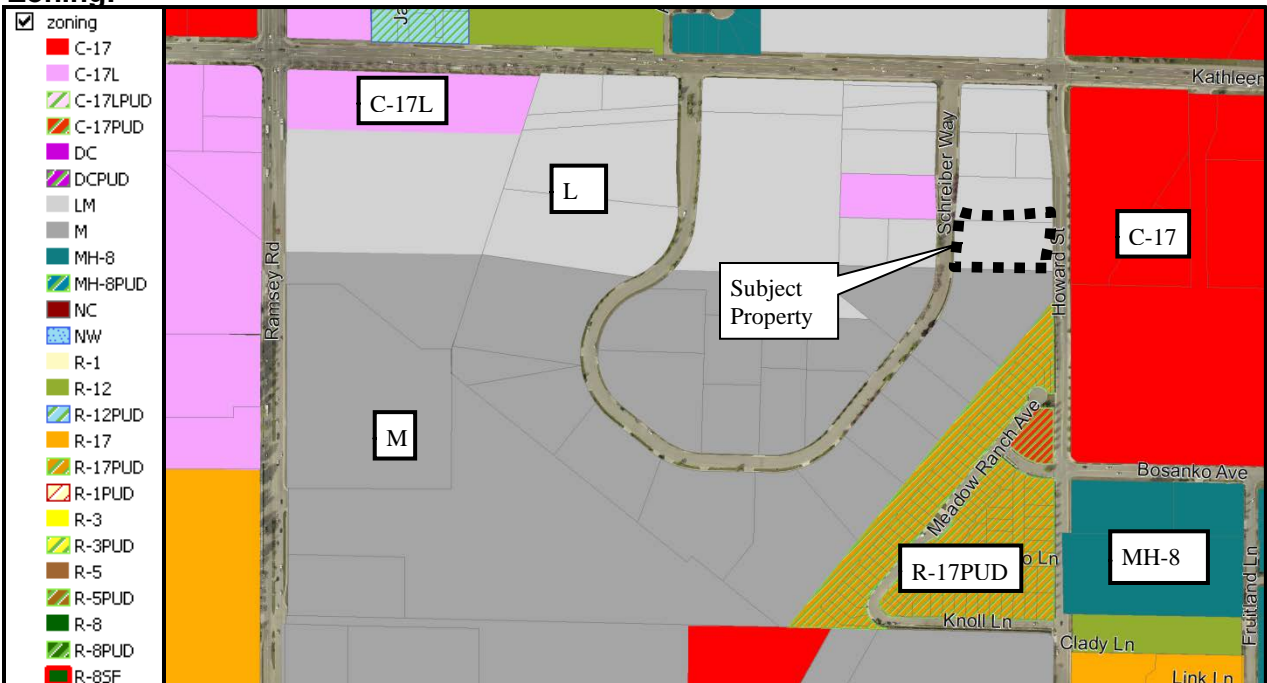 Zoning:
zoning
C-17
C-17L
C-17LPUD
C-17PUD
DC
DCPUD
LM
M
MH-8
MH-8PUD
NC
NW
R-1
R-12
R-12PUD
R-17
R-17PUD
R-1PUD
R-3
R-3PUD
R-5
R-5PUD
R-8
R-8PUD
R-8SF
Ja
Kathleen
C-17L
L
Schreiber Way
C-17
Ramsey Rd
Howard St
Subject
Property
M
Meadow Ranch Ave
Bosanko Ave
R-17PUD
o Ln
MH-8
Fruitland Ln
Knoll Ln
Clady Ln
Link Ln